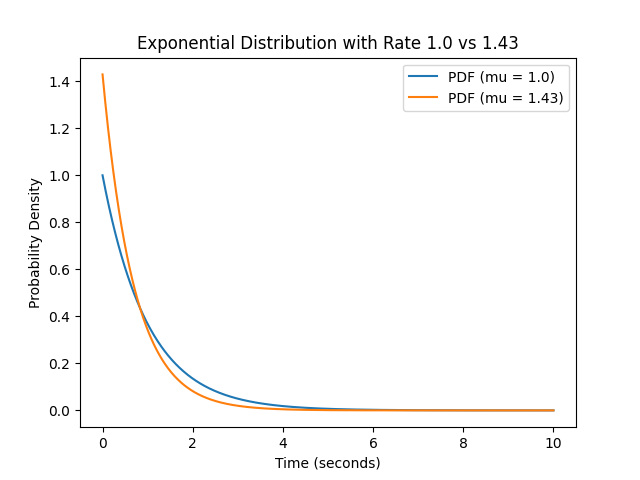 Exponential Distribution with Rate 1.0 vs 1.43
PDF (mu = 1.0)
PDF (mu = 1.43)
Probability Density
1.4
1.2
1.0
0.8
0.6
0.4
0.2
0.0
0 2 4 6 8 10
Time (seconds)